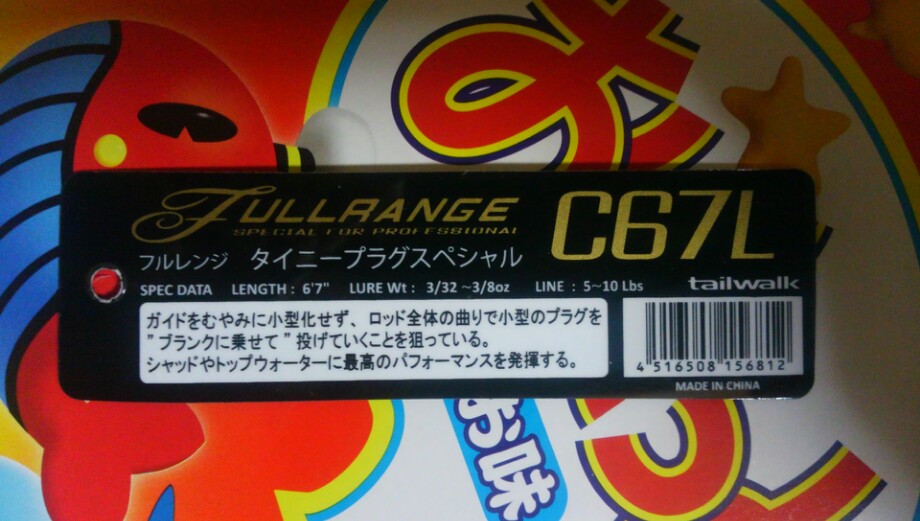 FULLRANGE
SPECIAL FOR PROFESSIONAL
C67L
フルレンジ タイニープラグスペシャル
SPEC DATA LENGTH : 6'7" LURE Wt : 3/32 ~3/8oz LINE : 5~10 Lbs
tailwalk
ガイドをむやみに小型化せず、ロッド全体の曲りで小型のプラグを
”ブランクに乗せて”投げていくことを狙っている。
シャッドやトップウォーターに最高のパフォーマンスを発揮する。
4 516508 156812
MADE IN CHINA
お味